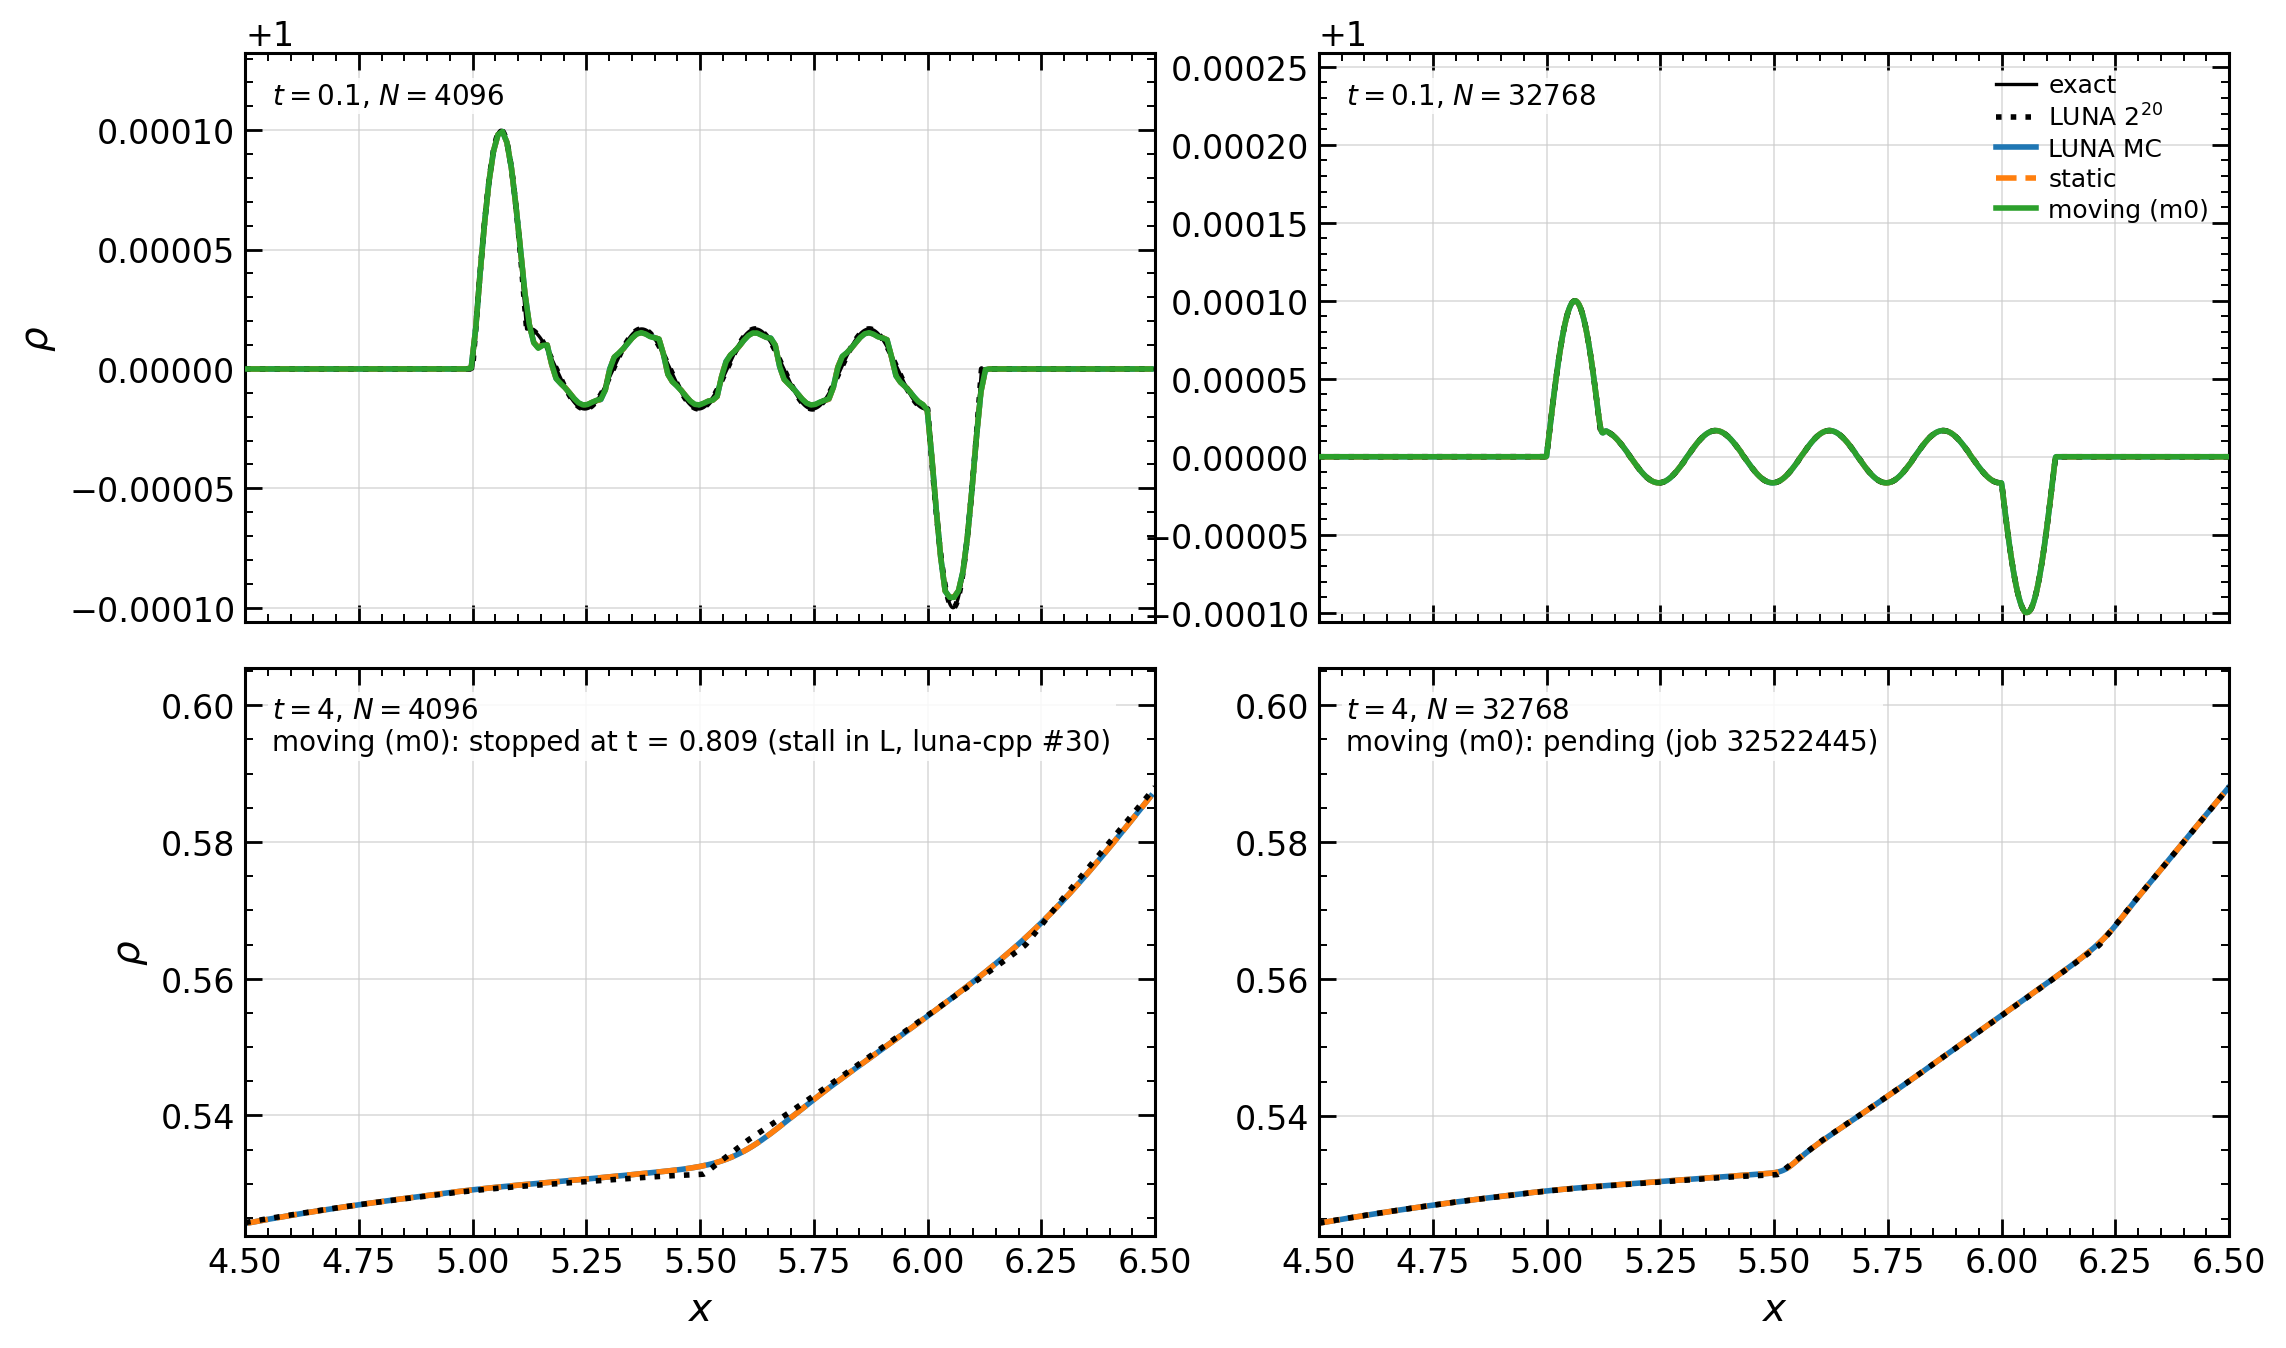 +1
t = 0.1, N = 4096
0.00010
0.00005
0.00000
−0.00005
−0.00010
ρ
+1
t = 0.1, N = 32768
exact
LUNA 2²⁰
LUNA MC
static
moving (m0)
0.00025
0.00020
0.00015
0.00010
0.00005
0.00000
−0.00005
−0.00010
t = 4, N = 4096
moving (m0): stopped at t = 0.809 (stall in L, luna-cpp #30)
0.60
0.58
0.56
0.54
ρ
4.50 4.75 5.00 5.25 5.50 5.75 6.00 6.25 6.50
x
t = 4, N = 32768
moving (m0): pending (job 32522445)
0.60
0.58
0.56
0.54
4.50 4.75 5.00 5.25 5.50 5.75 6.00 6.25 6.50
x